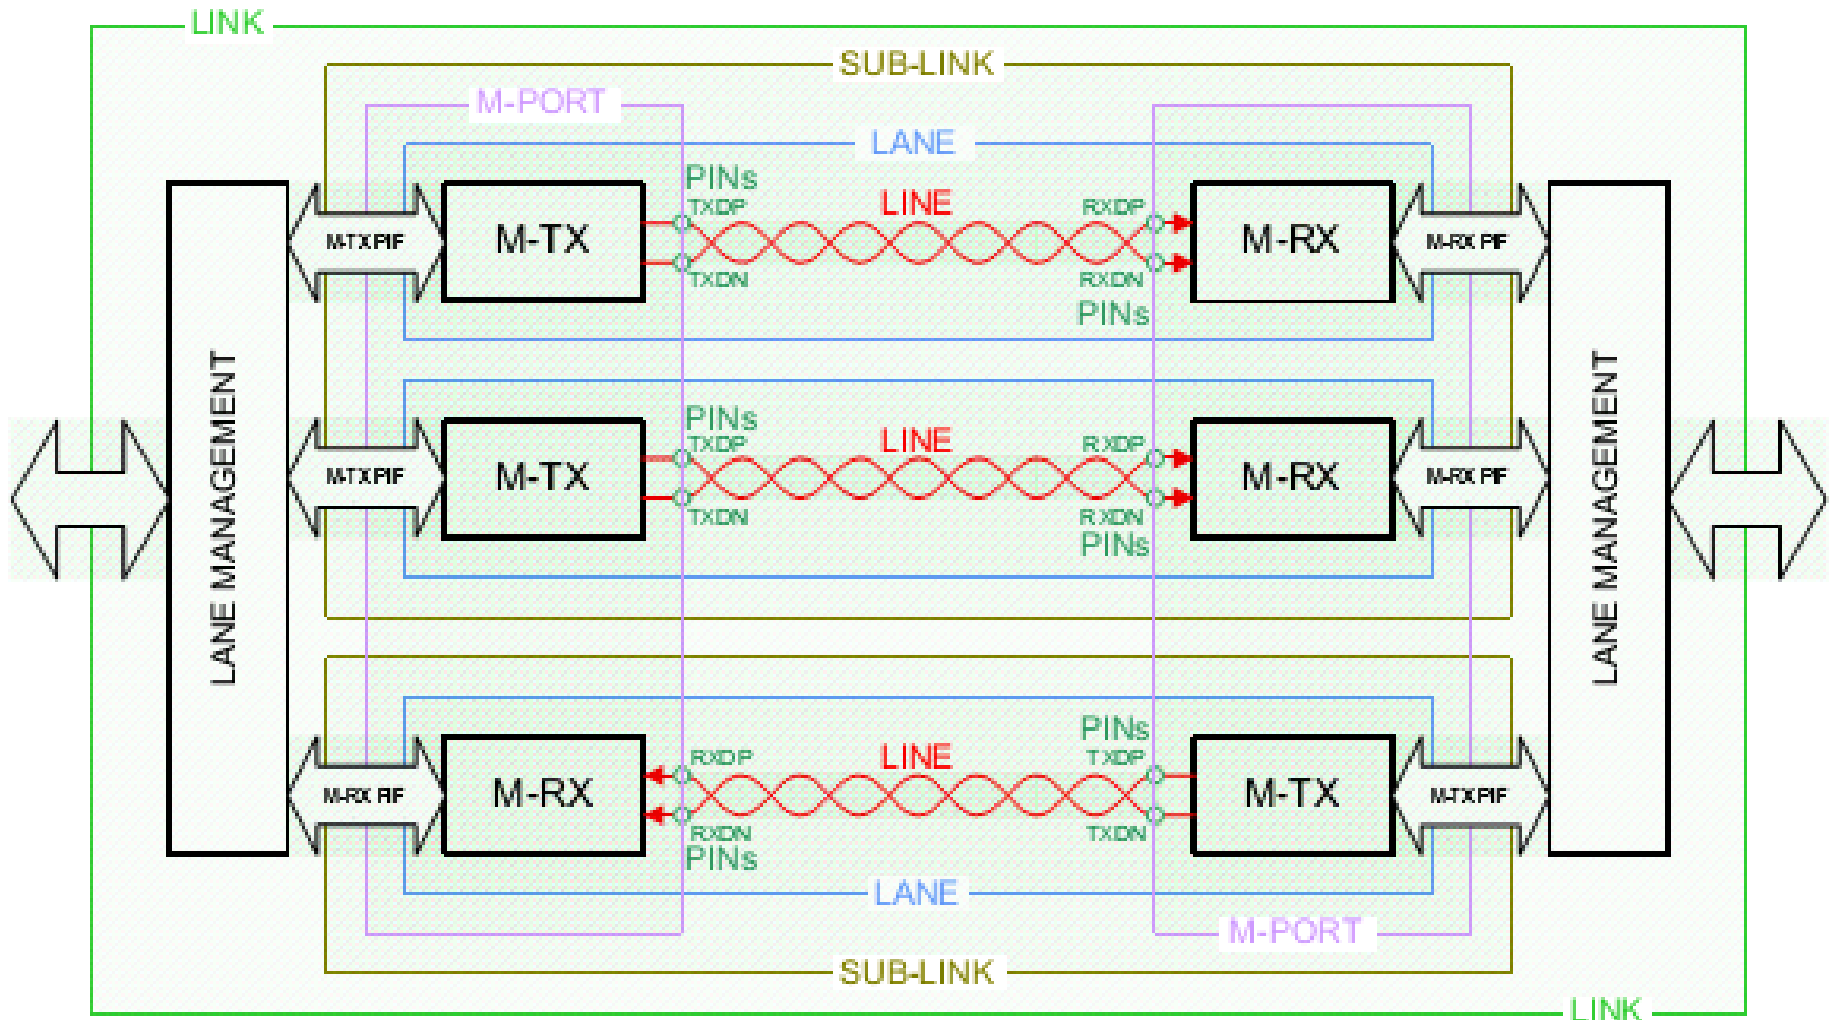 LINK
SUB-LINK
M-PORT
LANE
PINs
TXDP
LINE
RXDP
M-TX PIF
M-TX
M-RX
M-RX PIF
TXDN
RXDN
PINs
LANE MANAGEMENT
LANE MANAGEMENT
PINs
TXDP
LINE
RXDP
M-TX PIF
M-TX
M-RX
M-RX PIF
TXDN
RXDN
PINs
PINs
RXDP
LINE
TXDP
M-RX PIF
M-RX
M-TX
M-TX PIF
RXDN
TXDN
PINs
LANE
M-PORT
SUB-LINK
LINK